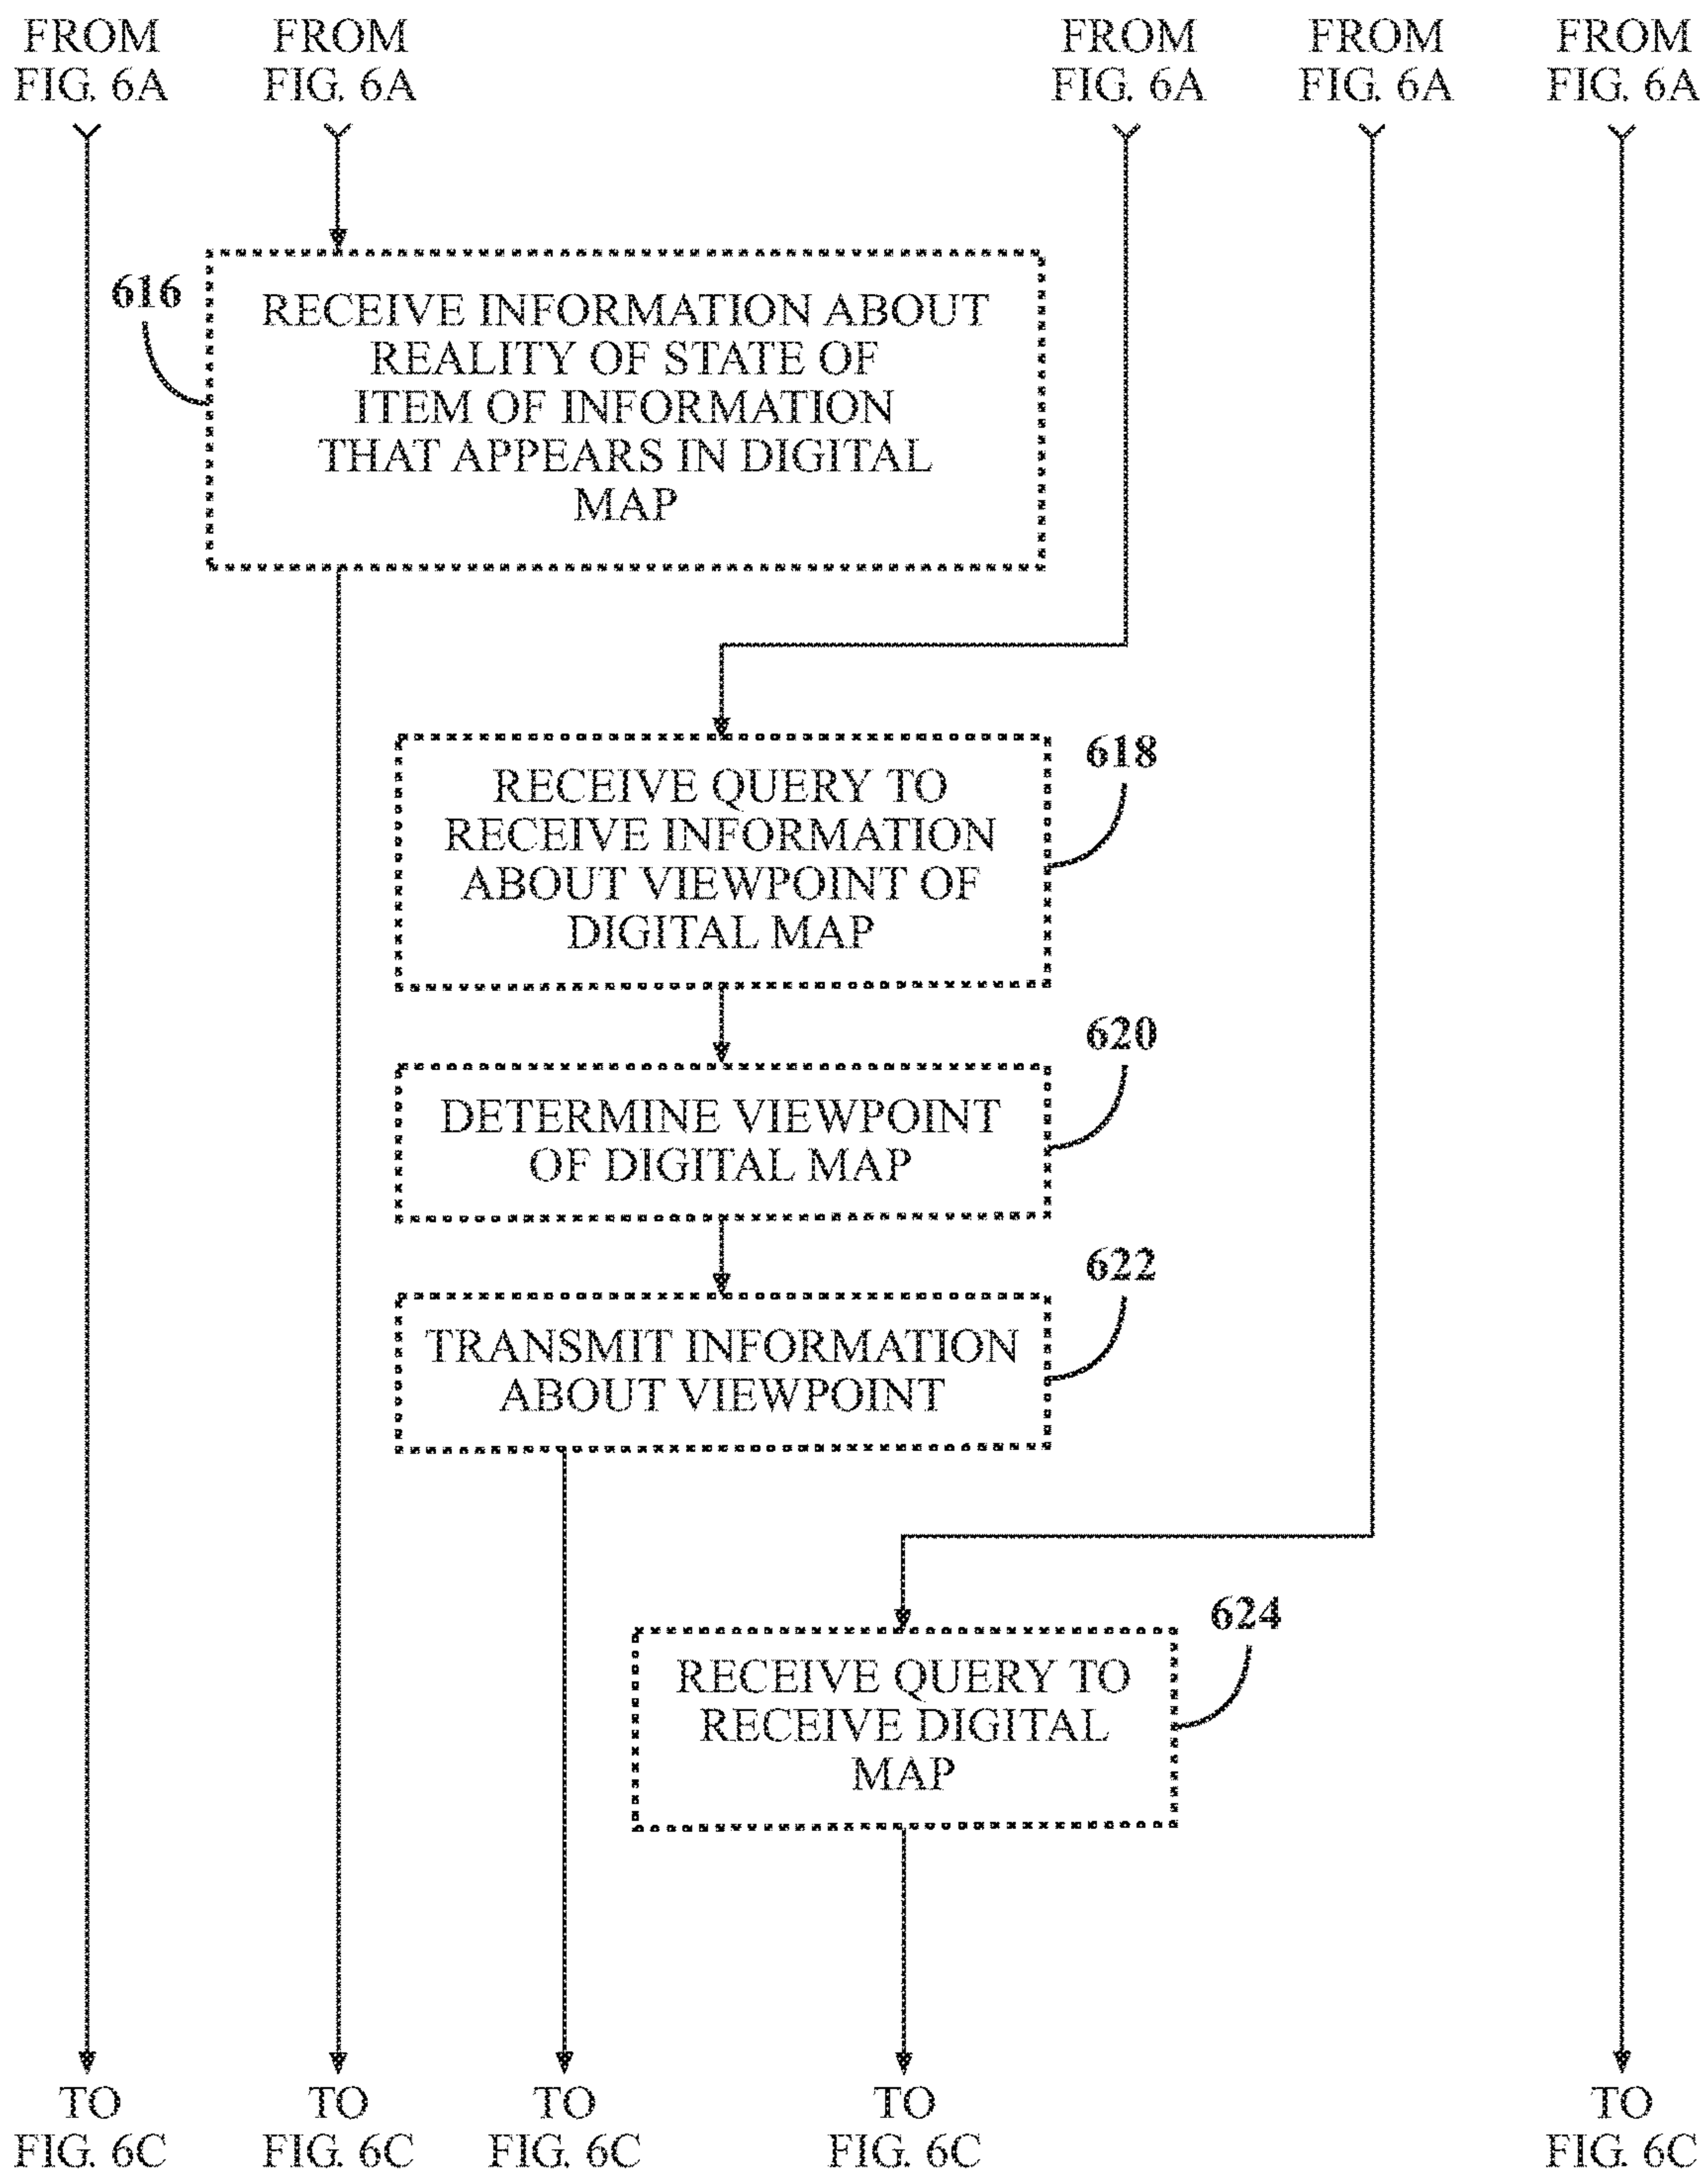 FROM
FIG. 6A
FROM
FIG. 6A
FROM
FIG. 6A
FROM
FIG. 6A
FROM
FIG. 6A
616
RECEIVE INFORMATION ABOUT
REALITY OF STATE OF
ITEM OF INFORMATION
THAT APPEARS IN DIGITAL
MAP
618
RECEIVE QUERY TO
RECEIVE INFORMATION
ABOUT VIEWPOINT OF
DIGITAL MAP
620
DETERMINE VIEWPOINT
OF DIGITAL MAP
622
TRANSMIT INFORMATION
ABOUT VIEWPOINT
624
RECEIVE QUERY TO
RECEIVE DIGITAL
MAP
TO
FIG. 6C
TO
FIG. 6C
TO
FIG. 6C
TO
FIG. 6C
TO
FIG. 6C